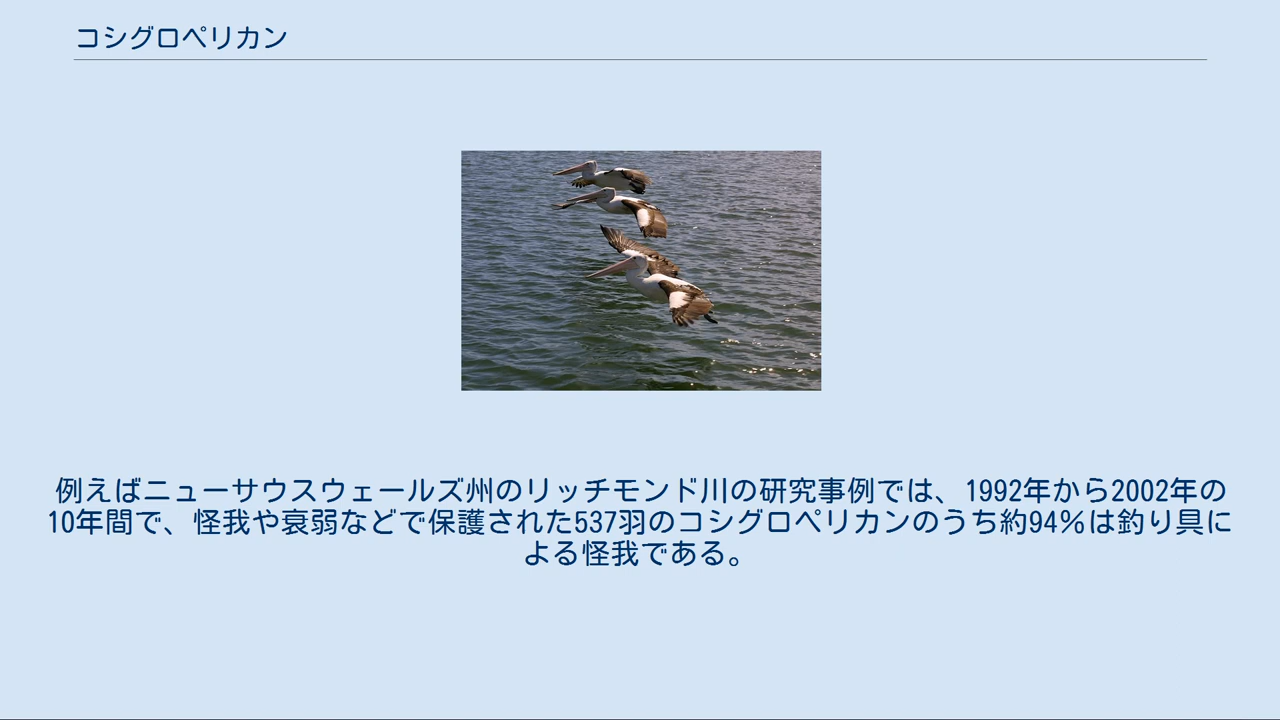 コシグロペリカン
例えばニューサウスウェールズ州のリッチモンド川の研究事例では、1992年から2002年の
10年間で、怪我や衰弱などで保護された537羽のコシグロペリカンのうち約94％は釣り具に
よる怪我である。